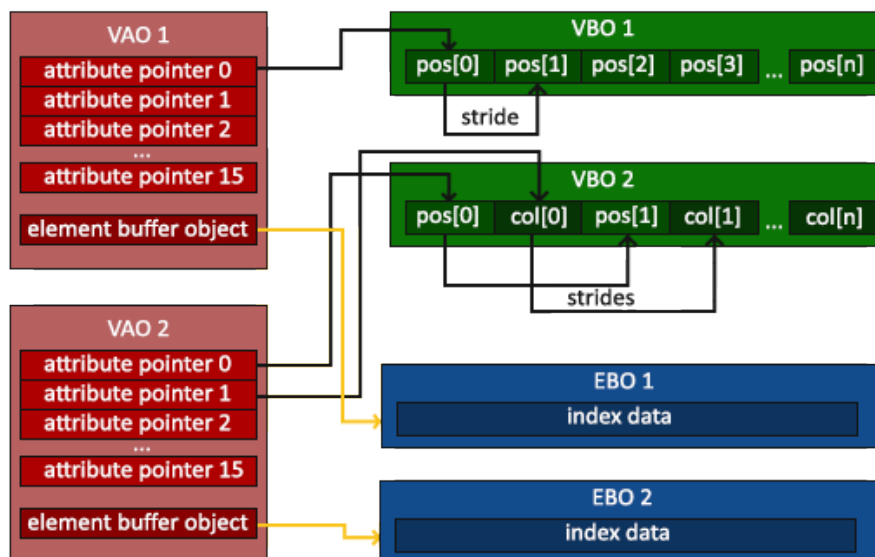 VAO 1
attribute pointer 0
attribute pointer 1
attribute pointer 2
...
attribute pointer 15
element buffer object
VBO 1
pos[0] pos[1] pos[2] pos[3] ... pos[n]
stride
VBO 2
pos[0] col[0] pos[1] col[1] ... col[n]
strides
VAO 2
attribute pointer 0
attribute pointer 1
attribute pointer 2
...
attribute pointer 15
element buffer object
EBO 1
index data
EBO 2
index data